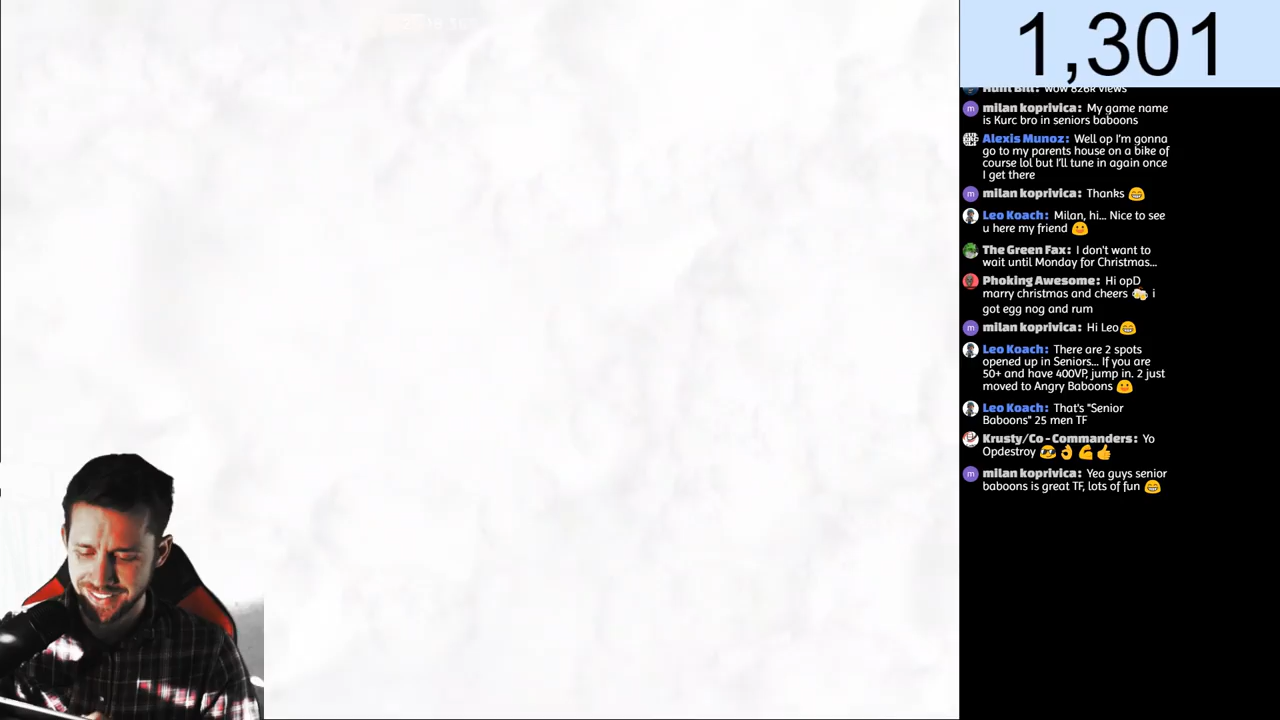 1,301
Hunt Bill: Wow 826k views
milan koprivica: My game name
is Kurc bro in seniors baboons
Alexis Munoz: Well op I'm gonna
go to my parents house on a bike of
course lol but I'll tune in again once
I get there
milan koprivica: Thanks 😁
Leo Koach: Milan, hi... Nice to see
u here my friend 😛
The Green Fax: I don't want to
wait until Monday for Christmas...
Phoking Awesome: Hi opD
marry christmas and cheers 🍻 i
got egg nog and rum
milan koprivica: Hi Leo😁
Leo Koach: There are 2 spots
opened up in Seniors... If you are
50+ and have 400VP, jump in. 2 just
moved to Angry Baboons 😛
Leo Koach: That's "Senior
Baboons" 25 men TF
Krusty/Co-Commanders: Yo
Opdestroy 😎 👌 💪 👍
milan koprivica: Yea guys senior
baboons is great TF, lots of fun 😁